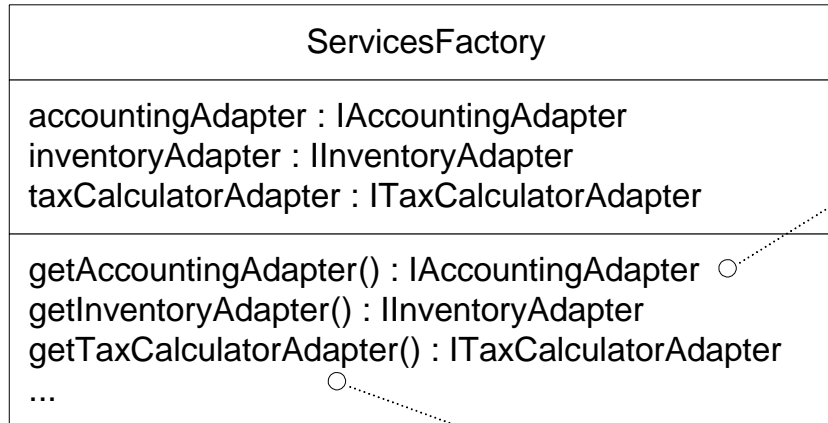 ServicesFactory
accountingAdapter : IAccountingAdapter
inventoryAdapter : IInventoryAdapter
taxCalculatorAdapter : ITaxCalculatorAdapter
getAccountingAdapter() : IAccountingAdapter
getInventoryAdapter() : IInventoryAdapter
getTaxCalculatorAdapter() : ITaxCalculatorAdapter
...